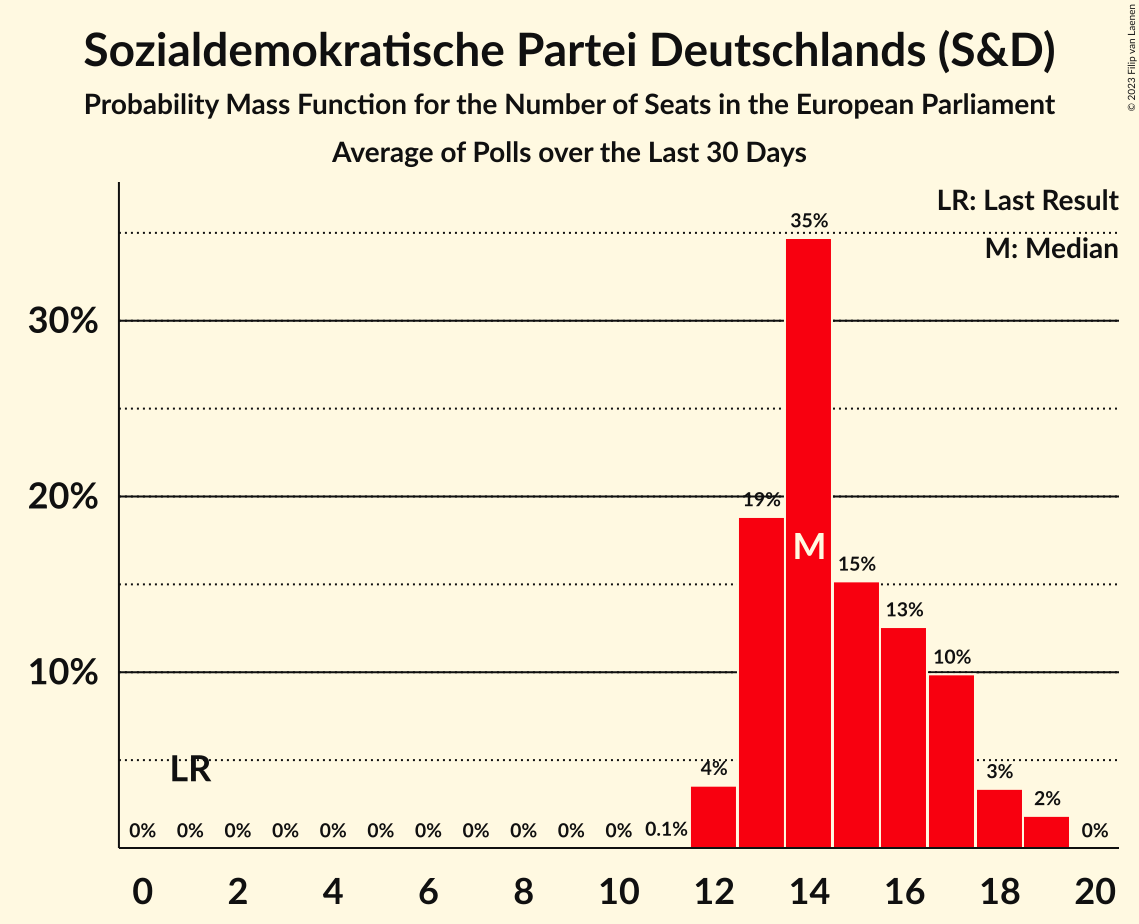 Sozialdemokratische Partei Deutschlands (S&D)
Probability Mass Function for the Number of Seats in the European Parliament
Average of Polls over the Last 30 Days
© 2023 Filip van Laenen
LR: Last Result
M: Median
35%
30%
20%
19%
M
15%
13%
10%
10%
LR
4%
3%
2%
0% 0% 0% 0% 0% 0% 0% 0% 0% 0% 0% 0.1% 0%
0 2 4 6 8 10 12 14 16 18 20